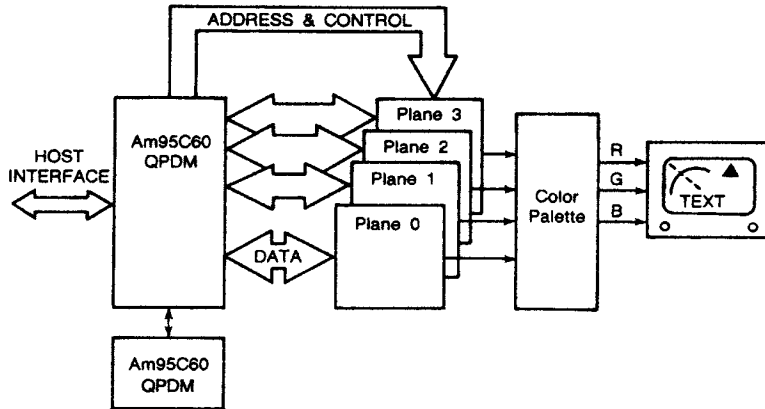 ADDRESS & CONTROL
Am95C60
QPDM
HOST
INTERFACE
Plane 3
Plane 2
Plane 1
Plane 0
DATA
Color
Palette
R
G
B
TEXT
Am95C60
QPDM